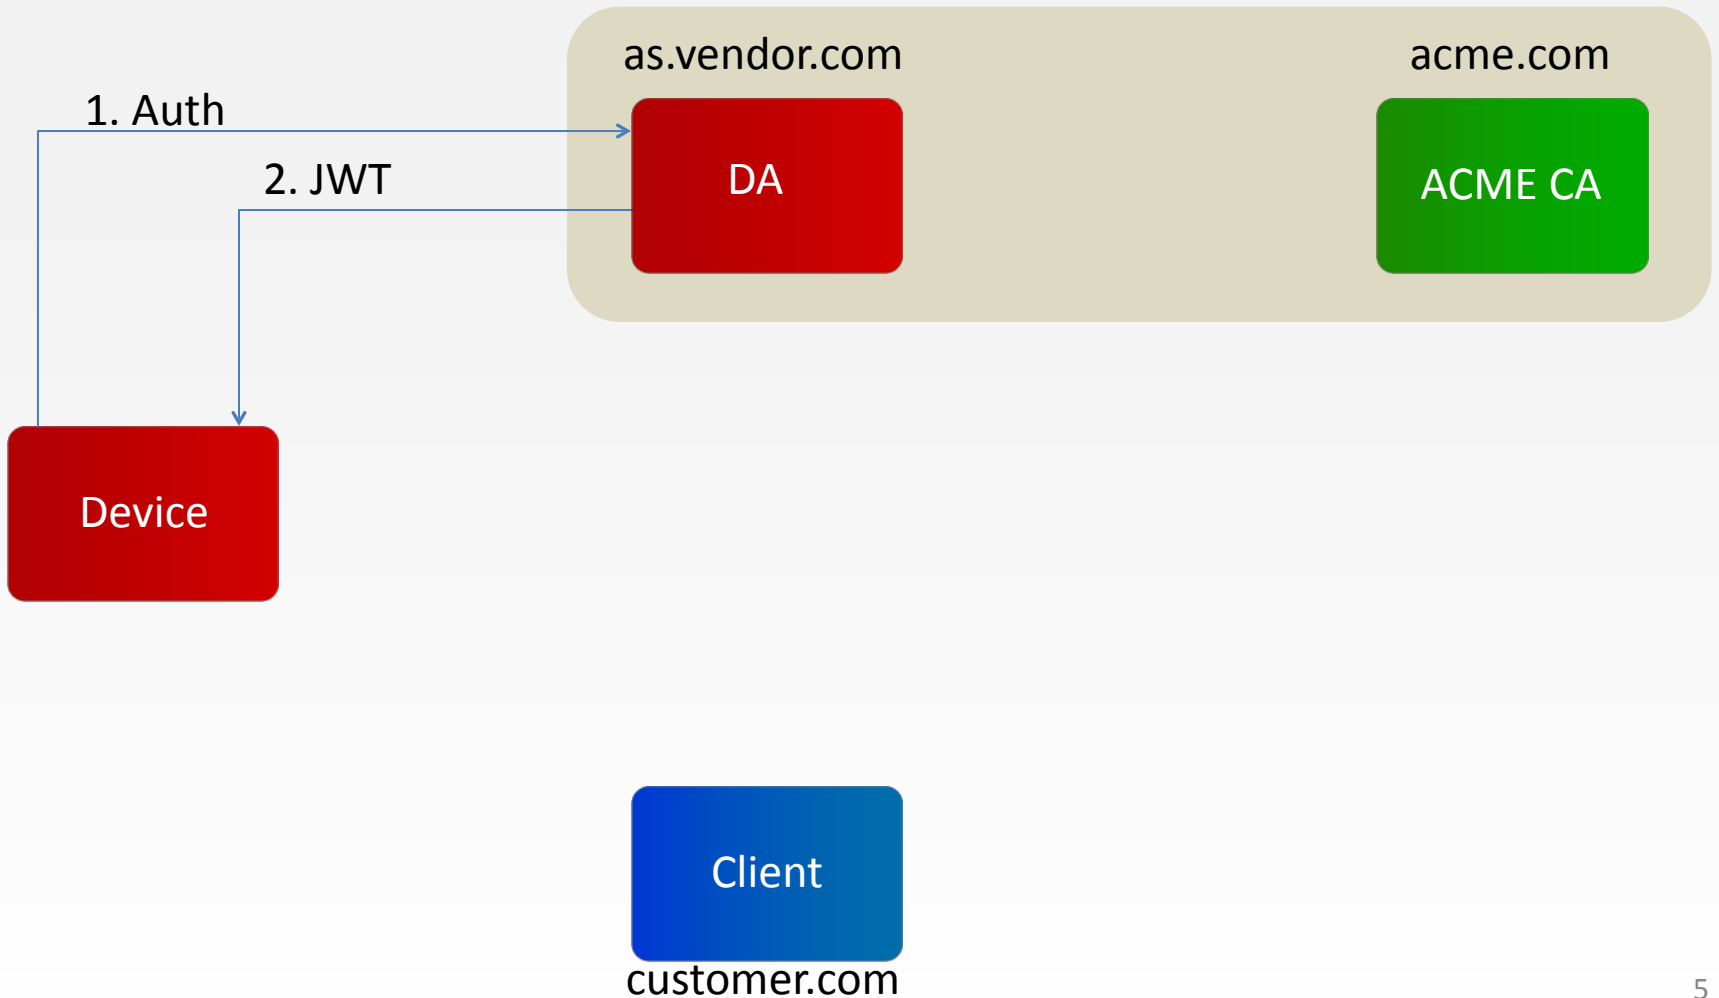 as.vendor.com
acme.com
1. Auth
2. JWT
DA
ACME CA
Device
Client
customer.com
5